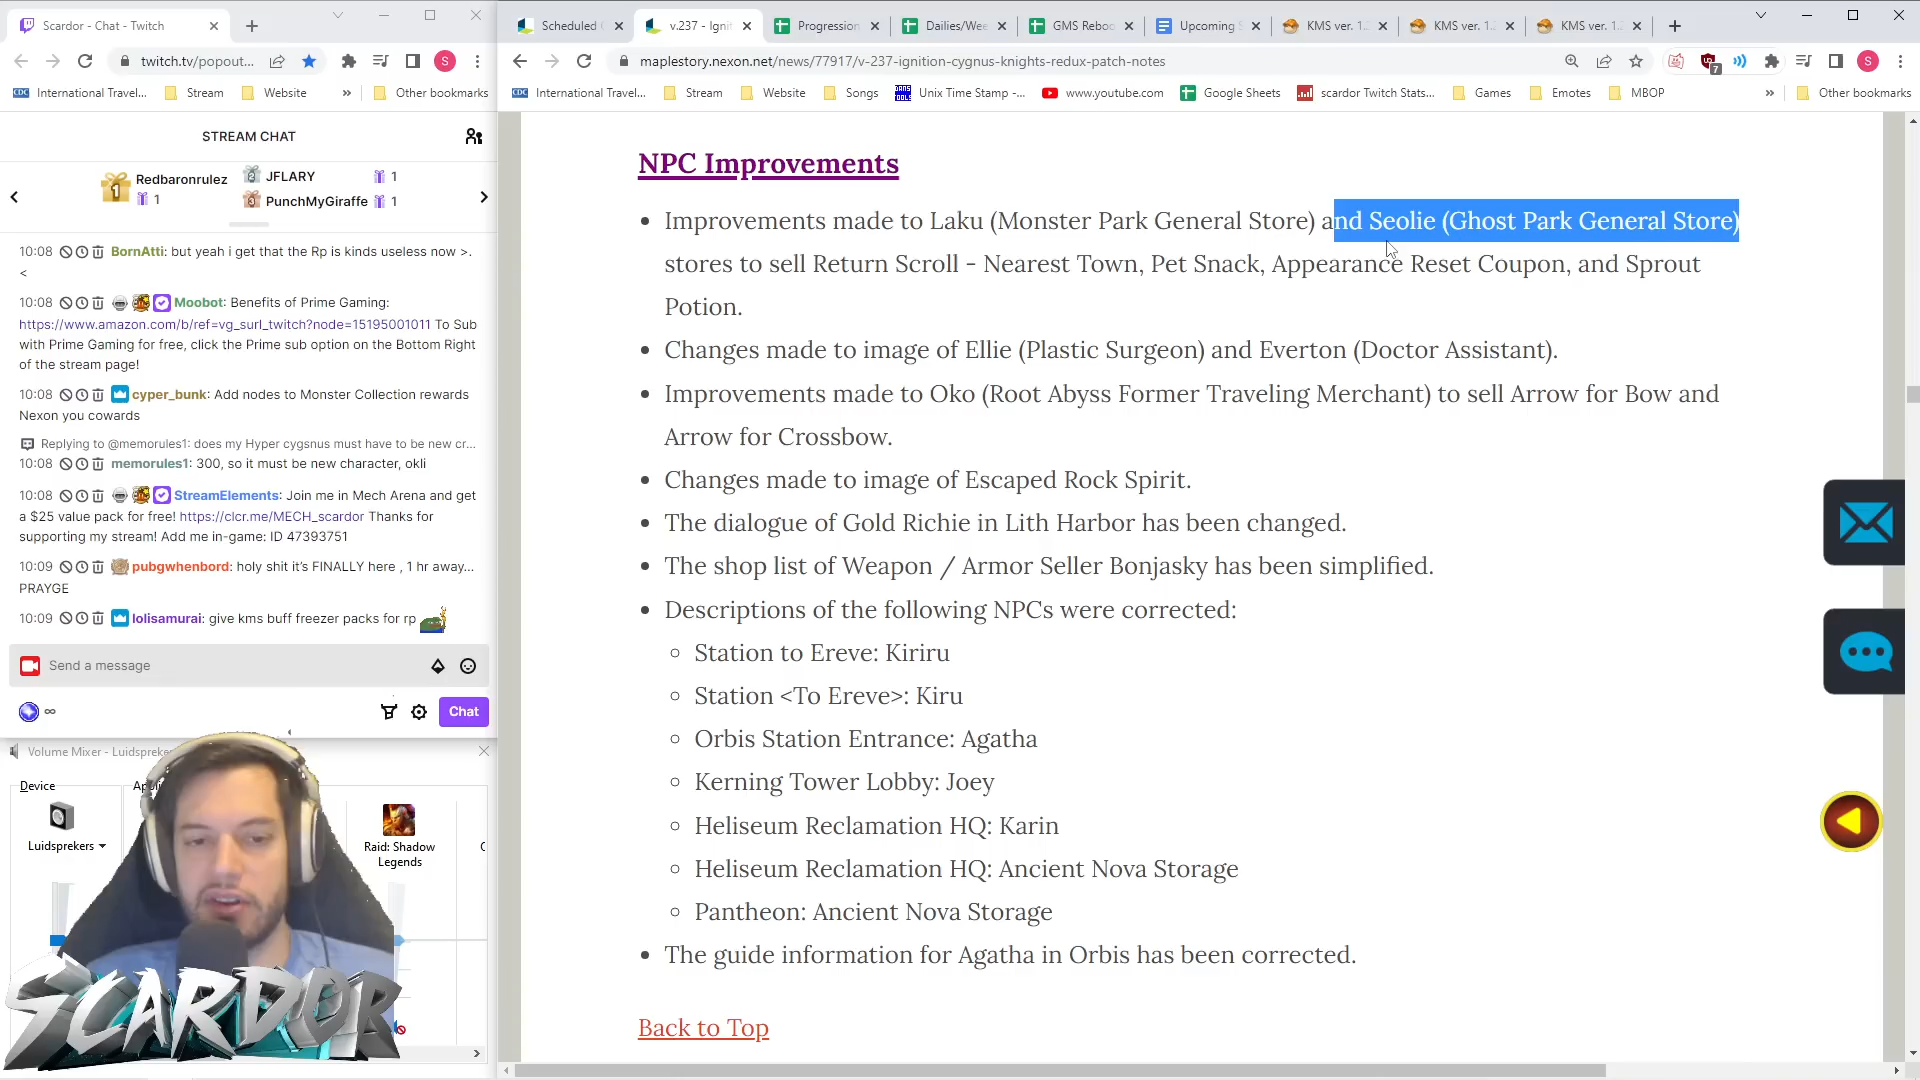 Scardor - Chat - Twitch
twitch.tv/popout...
S
International Travel...
Stream
Website
»
Other bookmarks
STREAM CHAT
1
Redbaronrulez
1
2
JFLARY
1
3
PunchMyGiraffe
1
10:08 BornAtti: but yeah i get that the Rp is kinds useless now >.
<
10:08 Moobot: Benefits of Prime Gaming:
https://www.amazon.com/b/ref=vg_surl_twitch?node=15195001011 To Sub
with Prime Gaming for free, click the Prime sub option on the Bottom Right
of the stream page!
10:08 cyper_bunk: Add nodes to Monster Collection rewards
Nexon you cowards
Replying to @memorules1: does my Hyper cygsnus must have to be new cr...
10:08 memorules1: 300, so it must be new character, okli
10:08 StreamElements: Join me in Mech Arena and get
a $25 value pack for free! https://clcr.me/MECH_scardor Thanks for
supporting my stream! Add me in-game: ID 47393751
10:09 pubgwhenbord: holy shit it's FINALLY here , 1 hr away...
PRAYGE
10:09 lolisamurai: give kms buff freezer packs for rp
Send a message
∞
Chat
Volume Mixer - Luidspreke
Device
Luidsprekers
Raid: Shadow
Legends
SCARDOR
Scheduled
v.237 - Ignit
Progression
Dailies/Wee
GMS Reboo
Upcoming S
KMS ver. 1.
KMS ver. 1.
KMS ver. 1.
maplestory.nexon.net/news/77917/v-237-ignition-cygnus-knights-redux-patch-notes
7
S
International Travel...
Stream
Website
Songs
Unix Time Stamp -...
www.youtube.com
Google Sheets
scardor Twitch Stats...
Games
Emotes
MBOP
»
Other bookmarks
NPC Improvements
• Improvements made to Laku (Monster Park General Store) and Seolie (Ghost Park General Store)
stores to sell Return Scroll - Nearest Town, Pet Snack, Appearance Reset Coupon, and Sprout
Potion.
• Changes made to image of Ellie (Plastic Surgeon) and Everton (Doctor Assistant).
• Improvements made to Oko (Root Abyss Former Traveling Merchant) to sell Arrow for Bow and
Arrow for Crossbow.
• Changes made to image of Escaped Rock Spirit.
• The dialogue of Gold Richie in Lith Harbor has been changed.
• The shop list of Weapon / Armor Seller Bonjasky has been simplified.
• Descriptions of the following NPCs were corrected:
○ Station to Ereve: Kiriru
○ Station <To Ereve>: Kiru
○ Orbis Station Entrance: Agatha
○ Kerning Tower Lobby: Joey
○ Heliseum Reclamation HQ: Karin
○ Heliseum Reclamation HQ: Ancient Nova Storage
○ Pantheon: Ancient Nova Storage
• The guide information for Agatha in Orbis has been corrected.
Back to Top